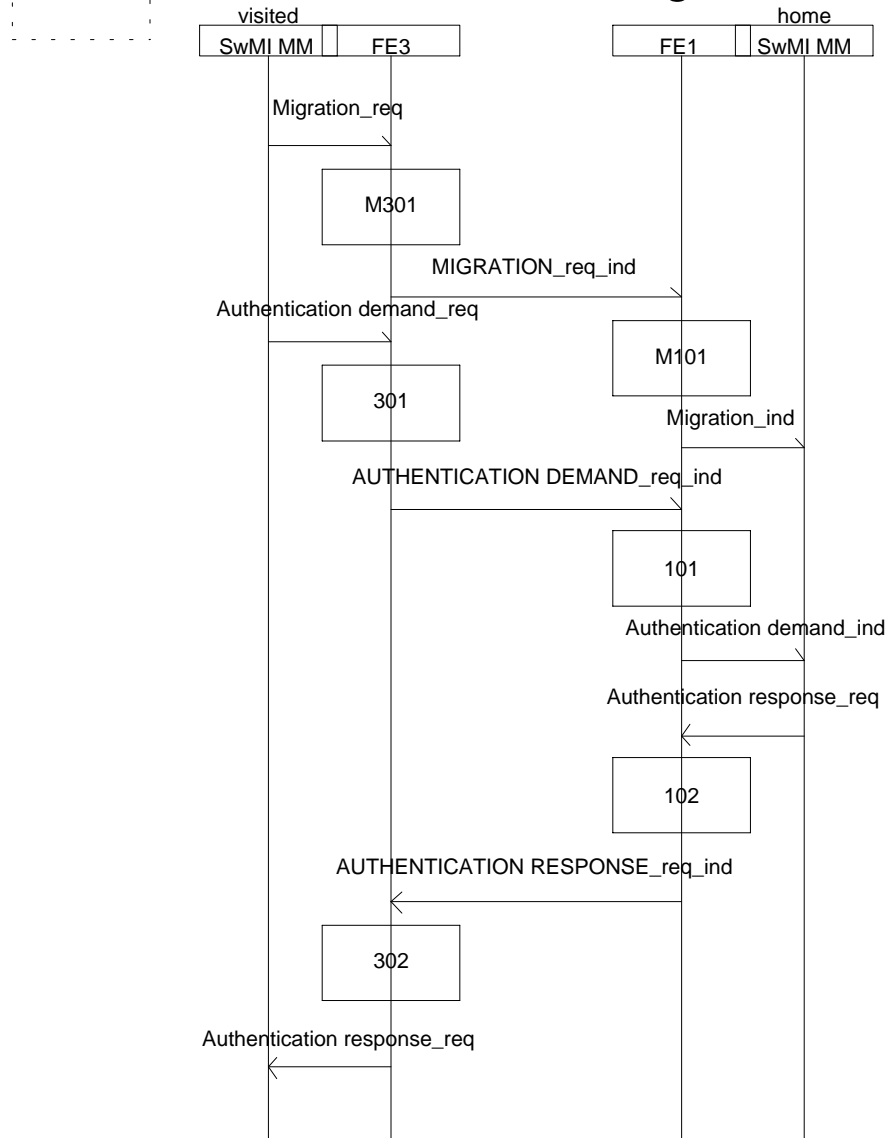 visited
home
SwMI MM
FE3
FE1
SwMI MM
Migration_req
M301
MIGRATION_req_ind
Authentication demand_req
M101
301
Migration_ind
AUTHENTICATION DEMAND_req_ind
101
Authentication demand_ind
Authentication response_req
102
AUTHENTICATION RESPONSE_req_ind
302
Authentication response_req